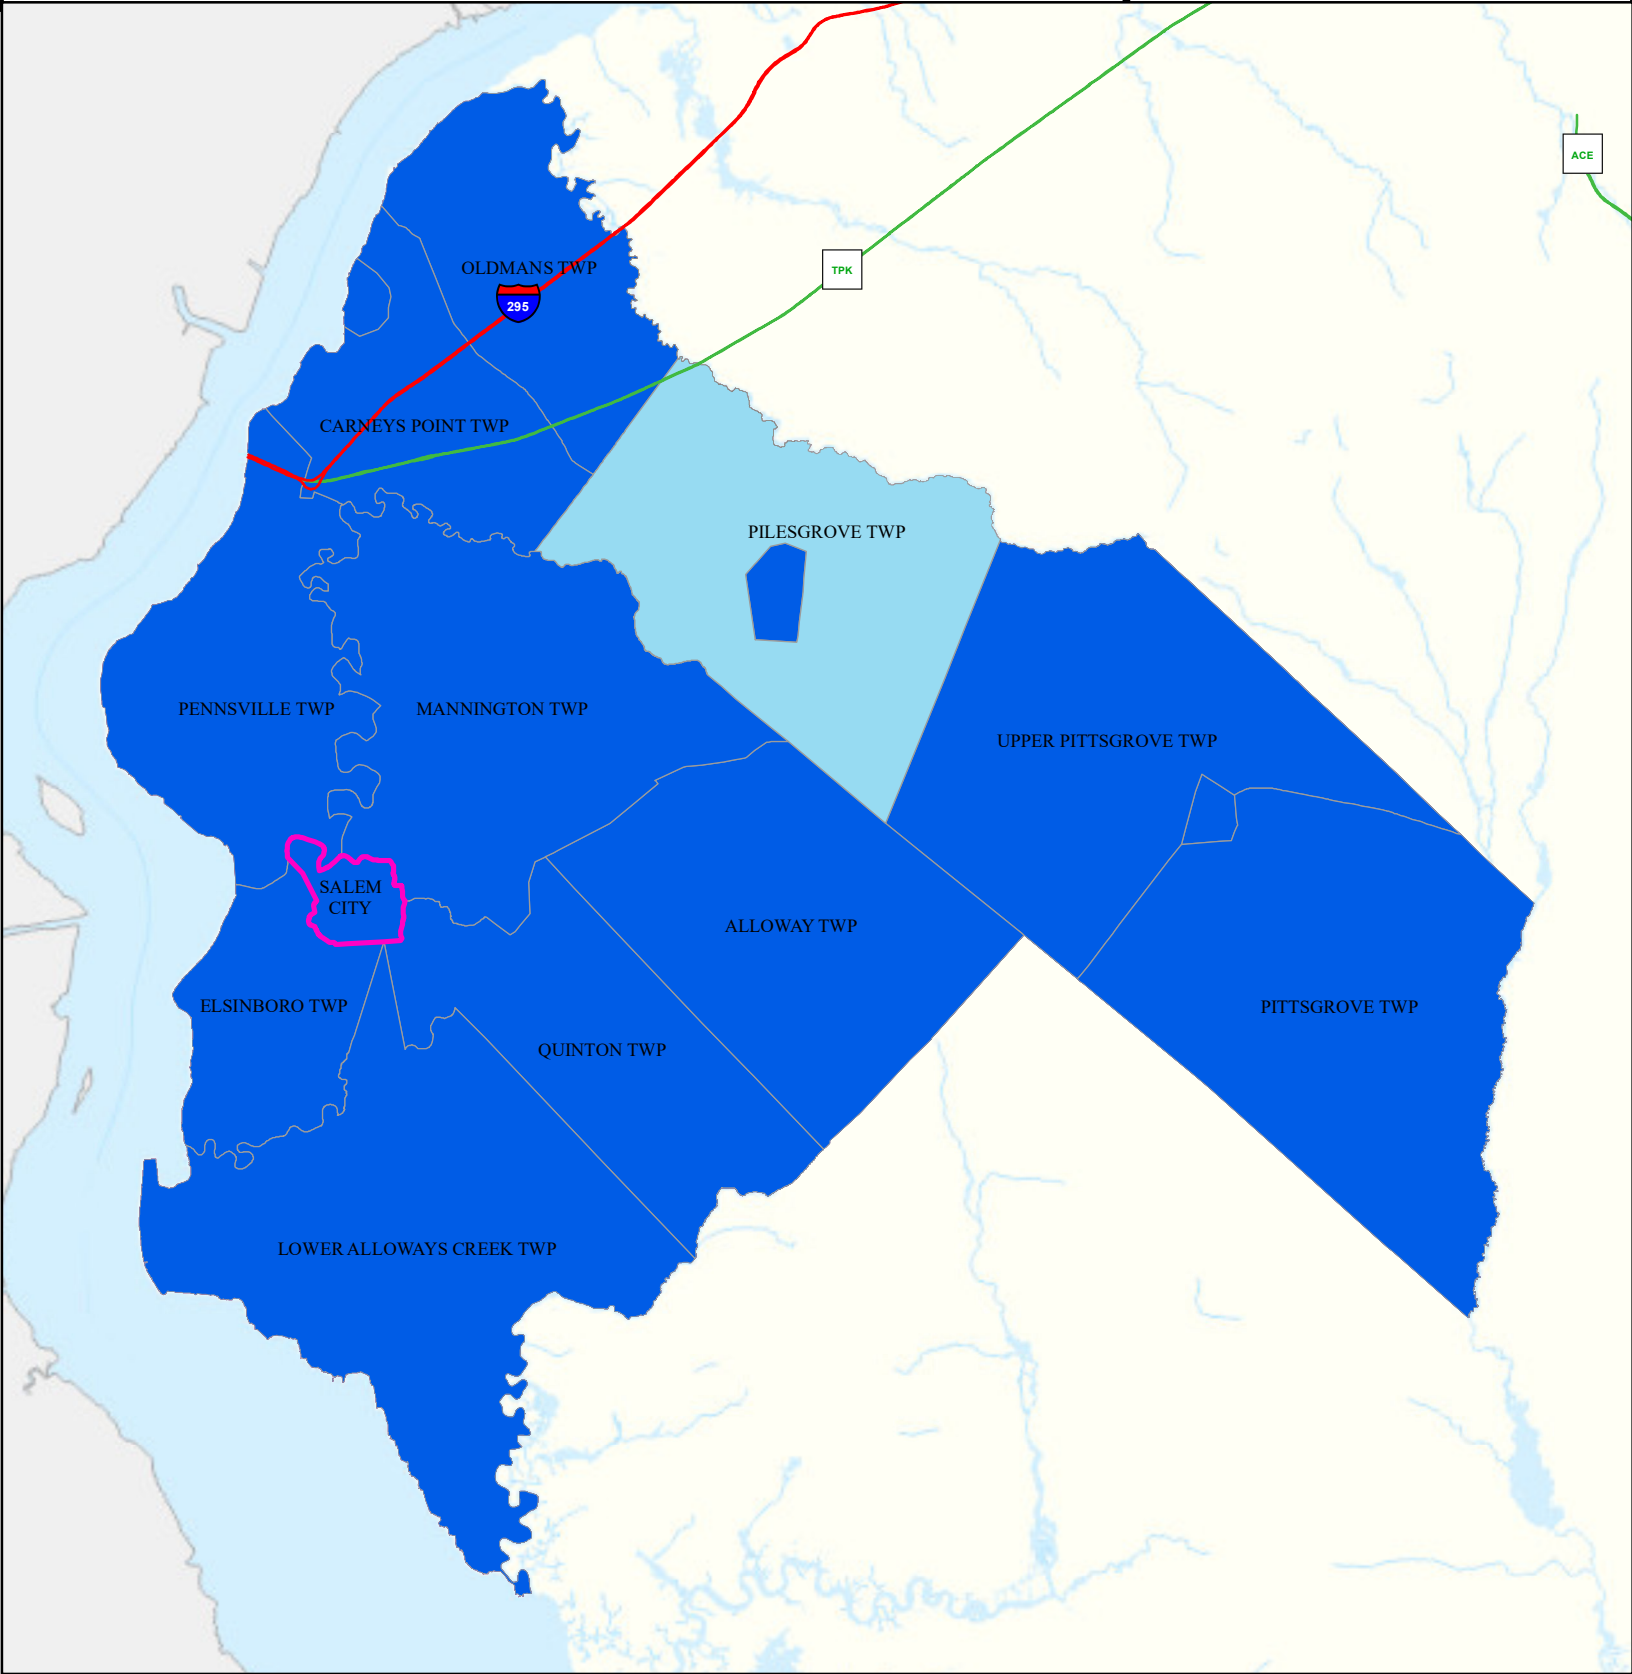 ACE
OLDMANS TWP
TPK
295
CARNEYS POINT TWP
PILESGROVE TWP
PENNSVILLE TWP
MANNINGTON TWP
UPPER PITTSGROVE TWP
SALEM
CITY
ALLOWAY TWP
ELSINBORO TWP
PITTSGROVE TWP
QUINTON TWP
LOWER ALLOWAYS CREEK TWP